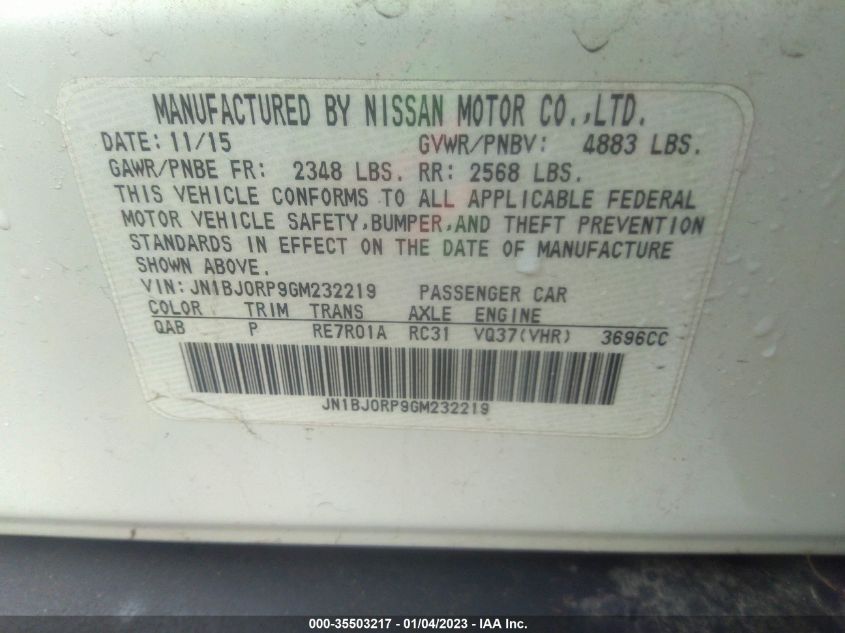 MANUFACTURED BY NISSAN MOTOR CO.,LTD.
DATE: 11/15 GVWR/PNBV: 4883 LBS.
GAWR/PNBE FR: 2348 LBS. RR: 2568 LBS.
THIS VEHICLE CONFORMS TO ALL APPLICABLE FEDERAL
MOTOR VEHICLE SAFETY,BUMPER,AND THEFT PREVENTION
STANDARDS IN EFFECT ON THE DATE OF MANUFACTURE
SHOWN ABOVE.
VIN: JN1BJ0RP9GM232219 PASSENGER CAR
COLOR TRIM TRANS AXLE ENGINE
QAB P RE7R01A RC31 VQ37(VHR) 3696CC
JN1BJ0RP9GM232219
000-35503217 - 01/04/2023 - IAA Inc.